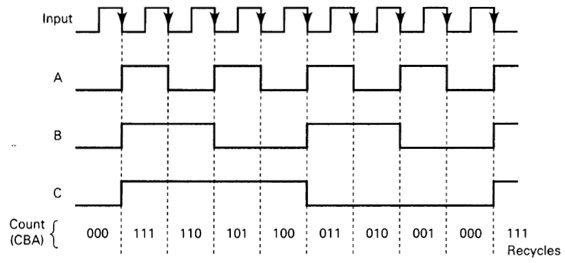 Input
A
B
C
Count
(CBA)
000 111 110 101 100 011 010 001 000 111
Recycles